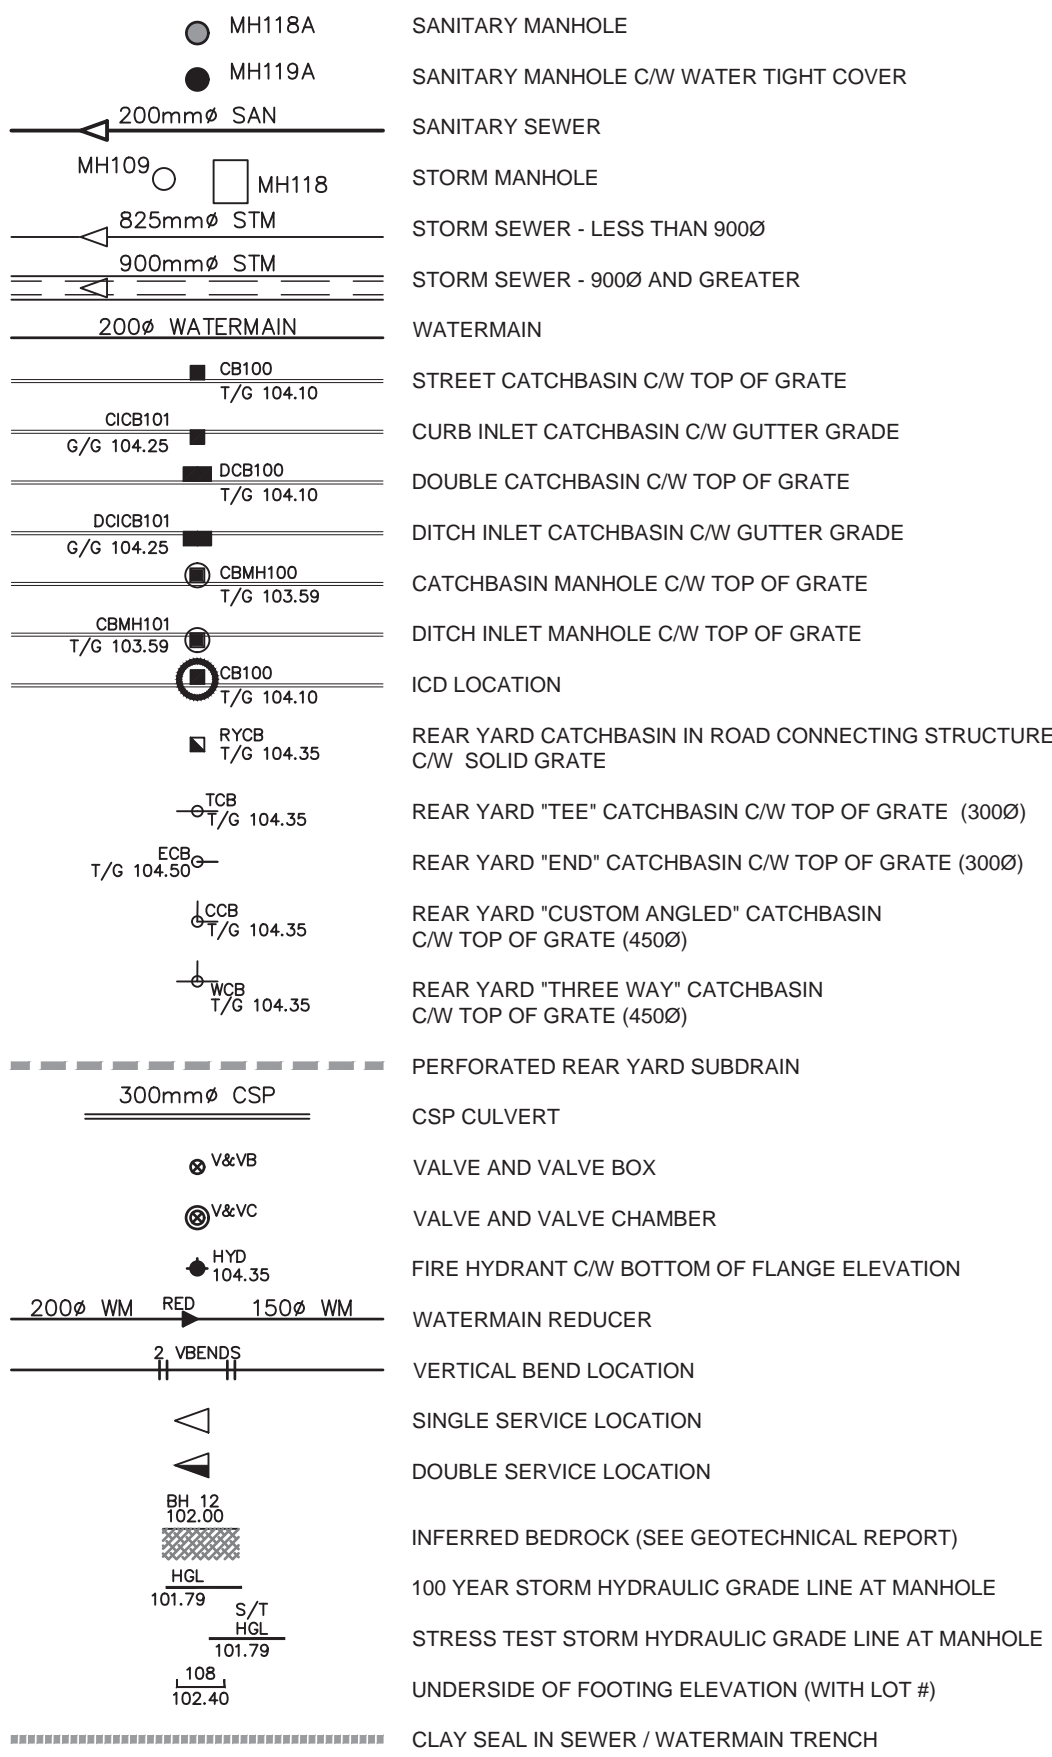 MH118A SANITARY MANHOLE
MH119A SANITARY MANHOLE C/W WATER TIGHT COVER
200mmø SAN SANITARY SEWER
MH109 MH118 STORM MANHOLE
825mmø STM STORM SEWER - LESS THAN 900Ø
900mmø STM STORM SEWER - 900Ø AND GREATER
200ø WATERMAIN WATERMAIN
CB100
T/G 104.10 STREET CATCHBASIN C/W TOP OF GRATE
CICB101
G/G 104.25 CURB INLET CATCHBASIN C/W GUTTER GRADE
DCB100
T/G 104.10 DOUBLE CATCHBASIN C/W TOP OF GRATE
DCICB101
G/G 104.25 DITCH INLET CATCHBASIN C/W GUTTER GRADE
CBMH100
T/G 103.59 CATCHBASIN MANHOLE C/W TOP OF GRATE
CBMH101
T/G 103.59 DITCH INLET MANHOLE C/W TOP OF GRATE
CB100
T/G 104.10 ICD LOCATION
RYCB REAR YARD CATCHBASIN IN ROAD CONNECTING STRUCTURE
T/G 104.35 C/W SOLID GRATE
TCB
T/G 104.35 REAR YARD "TEE" CATCHBASIN C/W TOP OF GRATE (300Ø)
ECB
T/G 104.50 REAR YARD "END" CATCHBASIN C/W TOP OF GRATE (300Ø)
CCB REAR YARD "CUSTOM ANGLED" CATCHBASIN
T/G 104.35 C/W TOP OF GRATE (450Ø)
WCB REAR YARD "THREE WAY" CATCHBASIN
T/G 104.35 C/W TOP OF GRATE (450Ø)
PERFORATED REAR YARD SUBDRAIN
300mmø CSP CSP CULVERT
V&VB VALVE AND VALVE BOX
V&VC VALVE AND VALVE CHAMBER
HYD
104.35 FIRE HYDRANT C/W BOTTOM OF FLANGE ELEVATION
200ø WM RED 150ø WM WATERMAIN REDUCER
2 VBENDS VERTICAL BEND LOCATION
SINGLE SERVICE LOCATION
DOUBLE SERVICE LOCATION
BH 12
102.00
INFERRED BEDROCK (SEE GEOTECHNICAL REPORT)
HGL
101.79 100 YEAR STORM HYDRAULIC GRADE LINE AT MANHOLE
S/T
HGL
101.79 STRESS TEST STORM HYDRAULIC GRADE LINE AT MANHOLE
108
102.40 UNDERSIDE OF FOOTING ELEVATION (WITH LOT #)
CLAY SEAL IN SEWER / WATERMAIN TRENCH